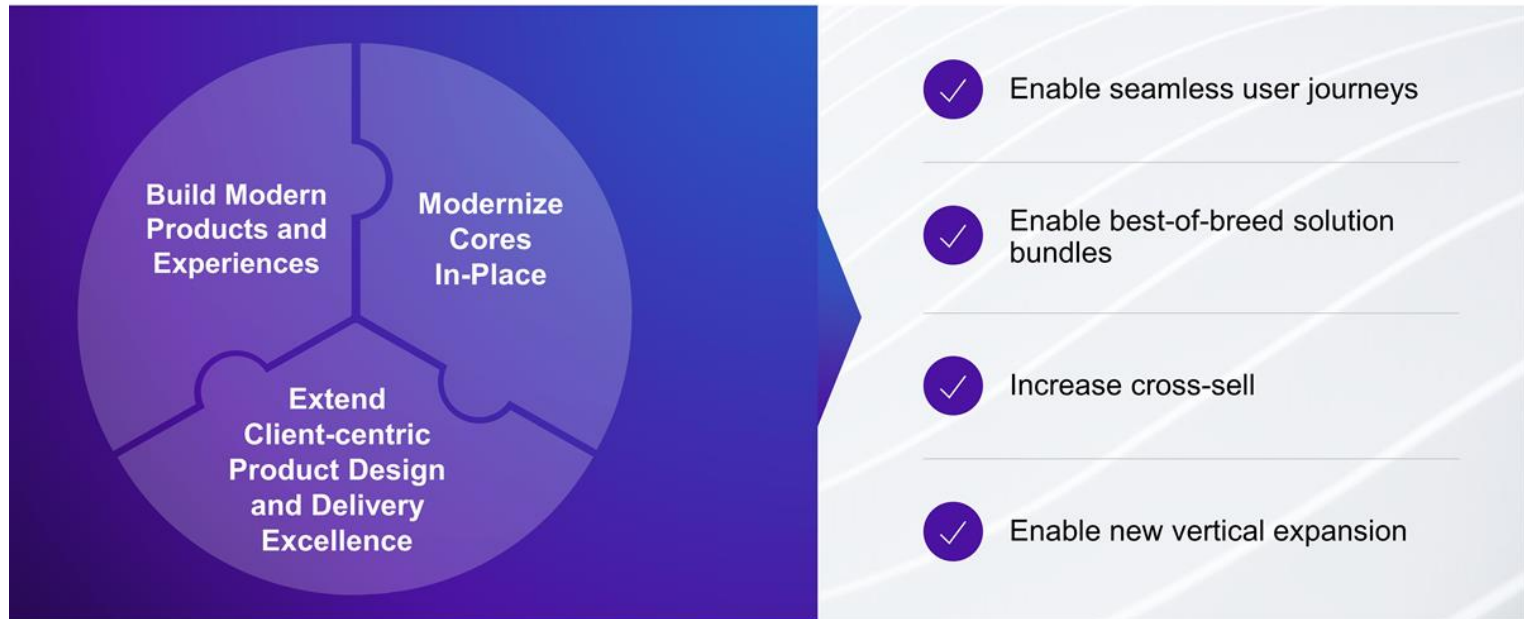 Build Modern
Products and
Experiences
Modernize
Cores
In-Place
Extend
Client-centric
Product Design
and Delivery
Excellence
Enable seamless user journeys
Enable best-of-breed solution
bundles
Increase cross-sell
Enable new vertical expansion